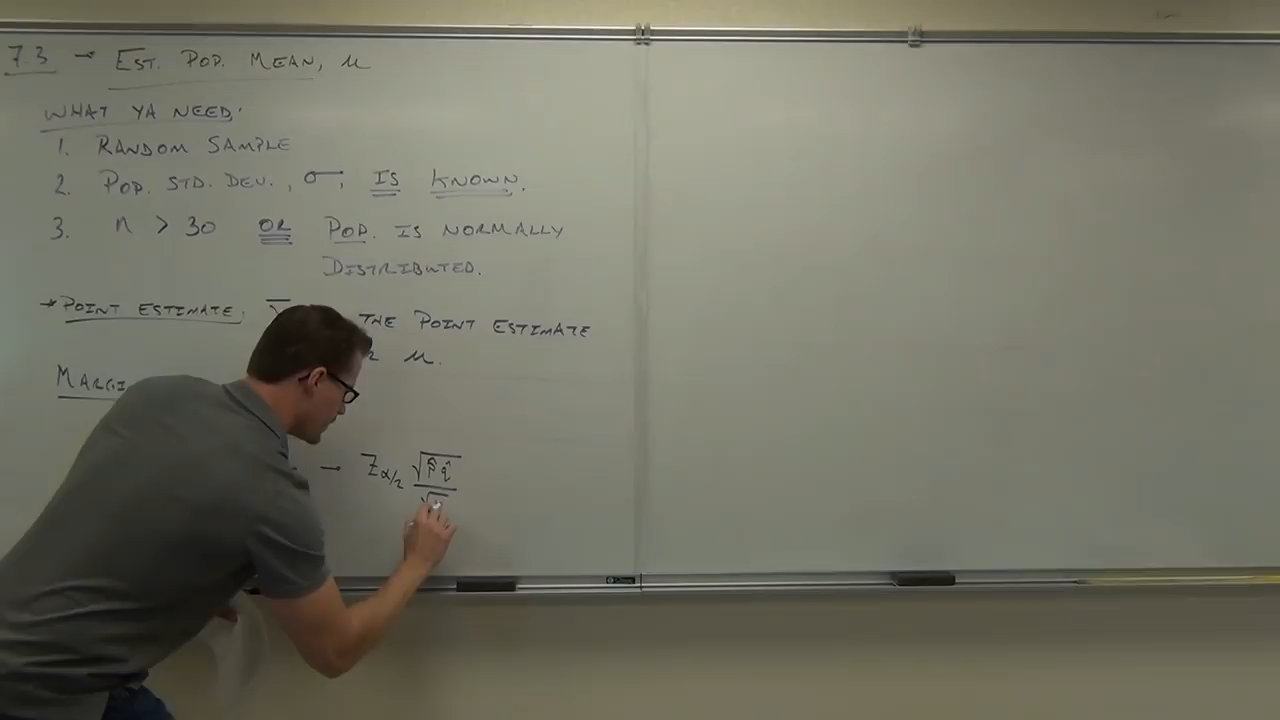 7.3 → EST. POP. MEAN, μ
WHAT YA NEED:
1. RANDOM SAMPLE
2. POP. STD. DEV., σ, IS KNOWN.
3. n > 30 OR POP. IS NORMALLY
DISTRIBUTED.
→ POINT ESTIMATE: THE POINT ESTIMATE
μ.
→ Z α/2 √p̂q̂ / √